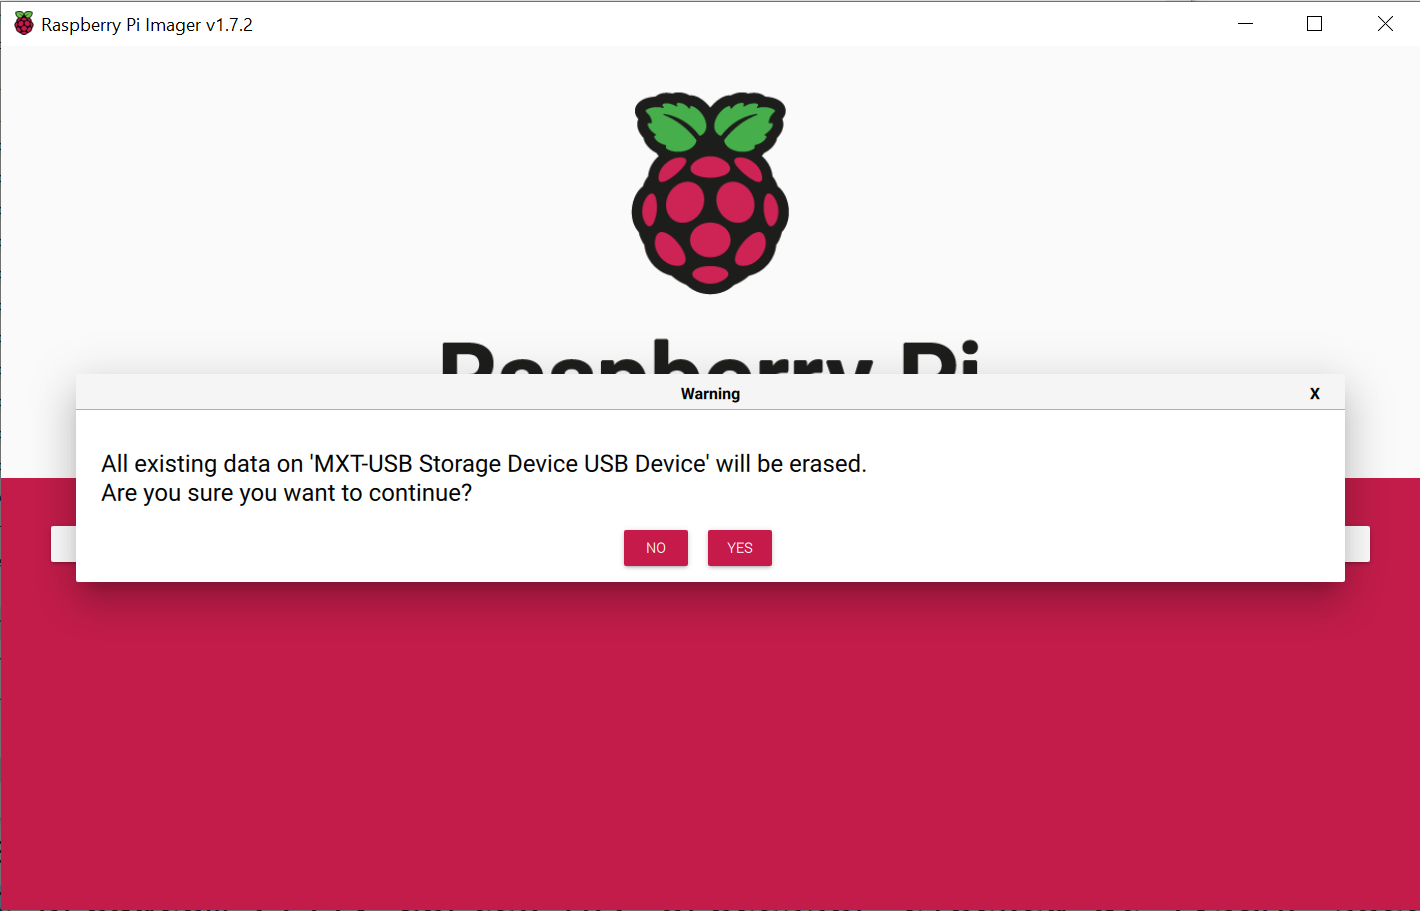 Raspberry Pi Imager v1.7.2
Raspberry Pi
Warning
X
All existing data on 'MXT-USB Storage Device USB Device' will be erased.
Are you sure you want to continue?
NO
YES